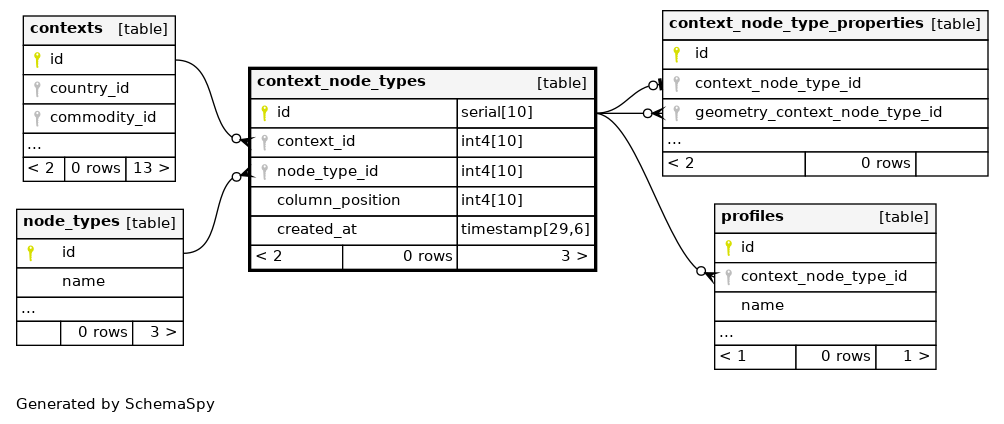 contexts [table]
id
country_id
commodity_id
...
< 2 0 rows 13 >
node_types [table]
id
name
...
0 rows 3 >
context_node_types [table]
id serial[10]
context_id int4[10]
node_type_id int4[10]
column_position int4[10]
created_at timestamp[29,6]
< 2 0 rows 3 >
context_node_type_properties [table]
id
context_node_type_id
geometry_context_node_type_id
...
< 2 0 rows
profiles [table]
id
context_node_type_id
name
...
< 1 0 rows 1 >
Generated by SchemaSpy